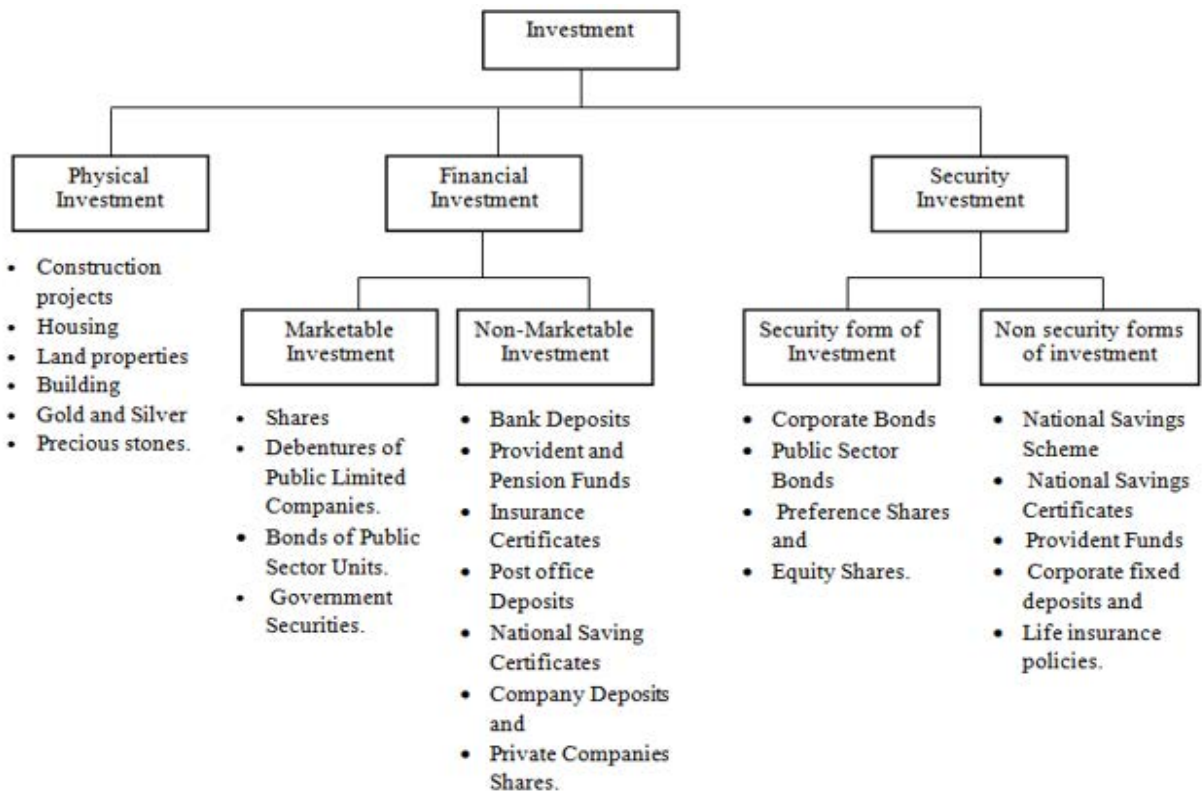 Investment
Physical
Investment
Financial
Investment
Security
Investment
• Construction
projects
• Housing
• Land properties
• Building
• Gold and Silver
• Precious stones.
Marketable
Investment
• Shares
• Debentures of
Public Limited
Companies.
• Bonds of Public
Sector Units.
• Government
Securities.
Non-Marketable
Investment
• Bank Deposits
• Provident and
Pension Funds
• Insurance
Certificates
• Post office
Deposits
• National Saving
Certificates
• Company Deposits
and
• Private Companies
Shares.
Security form of
Investment
• Corporate Bonds
• Public Sector
Bonds
• Preference Shares
and
• Equity Shares.
Non security forms
of investment
• National Savings
Scheme
• National Savings
Certificates
• Provident Funds
• Corporate fixed
deposits and
• Life insurance
policies.